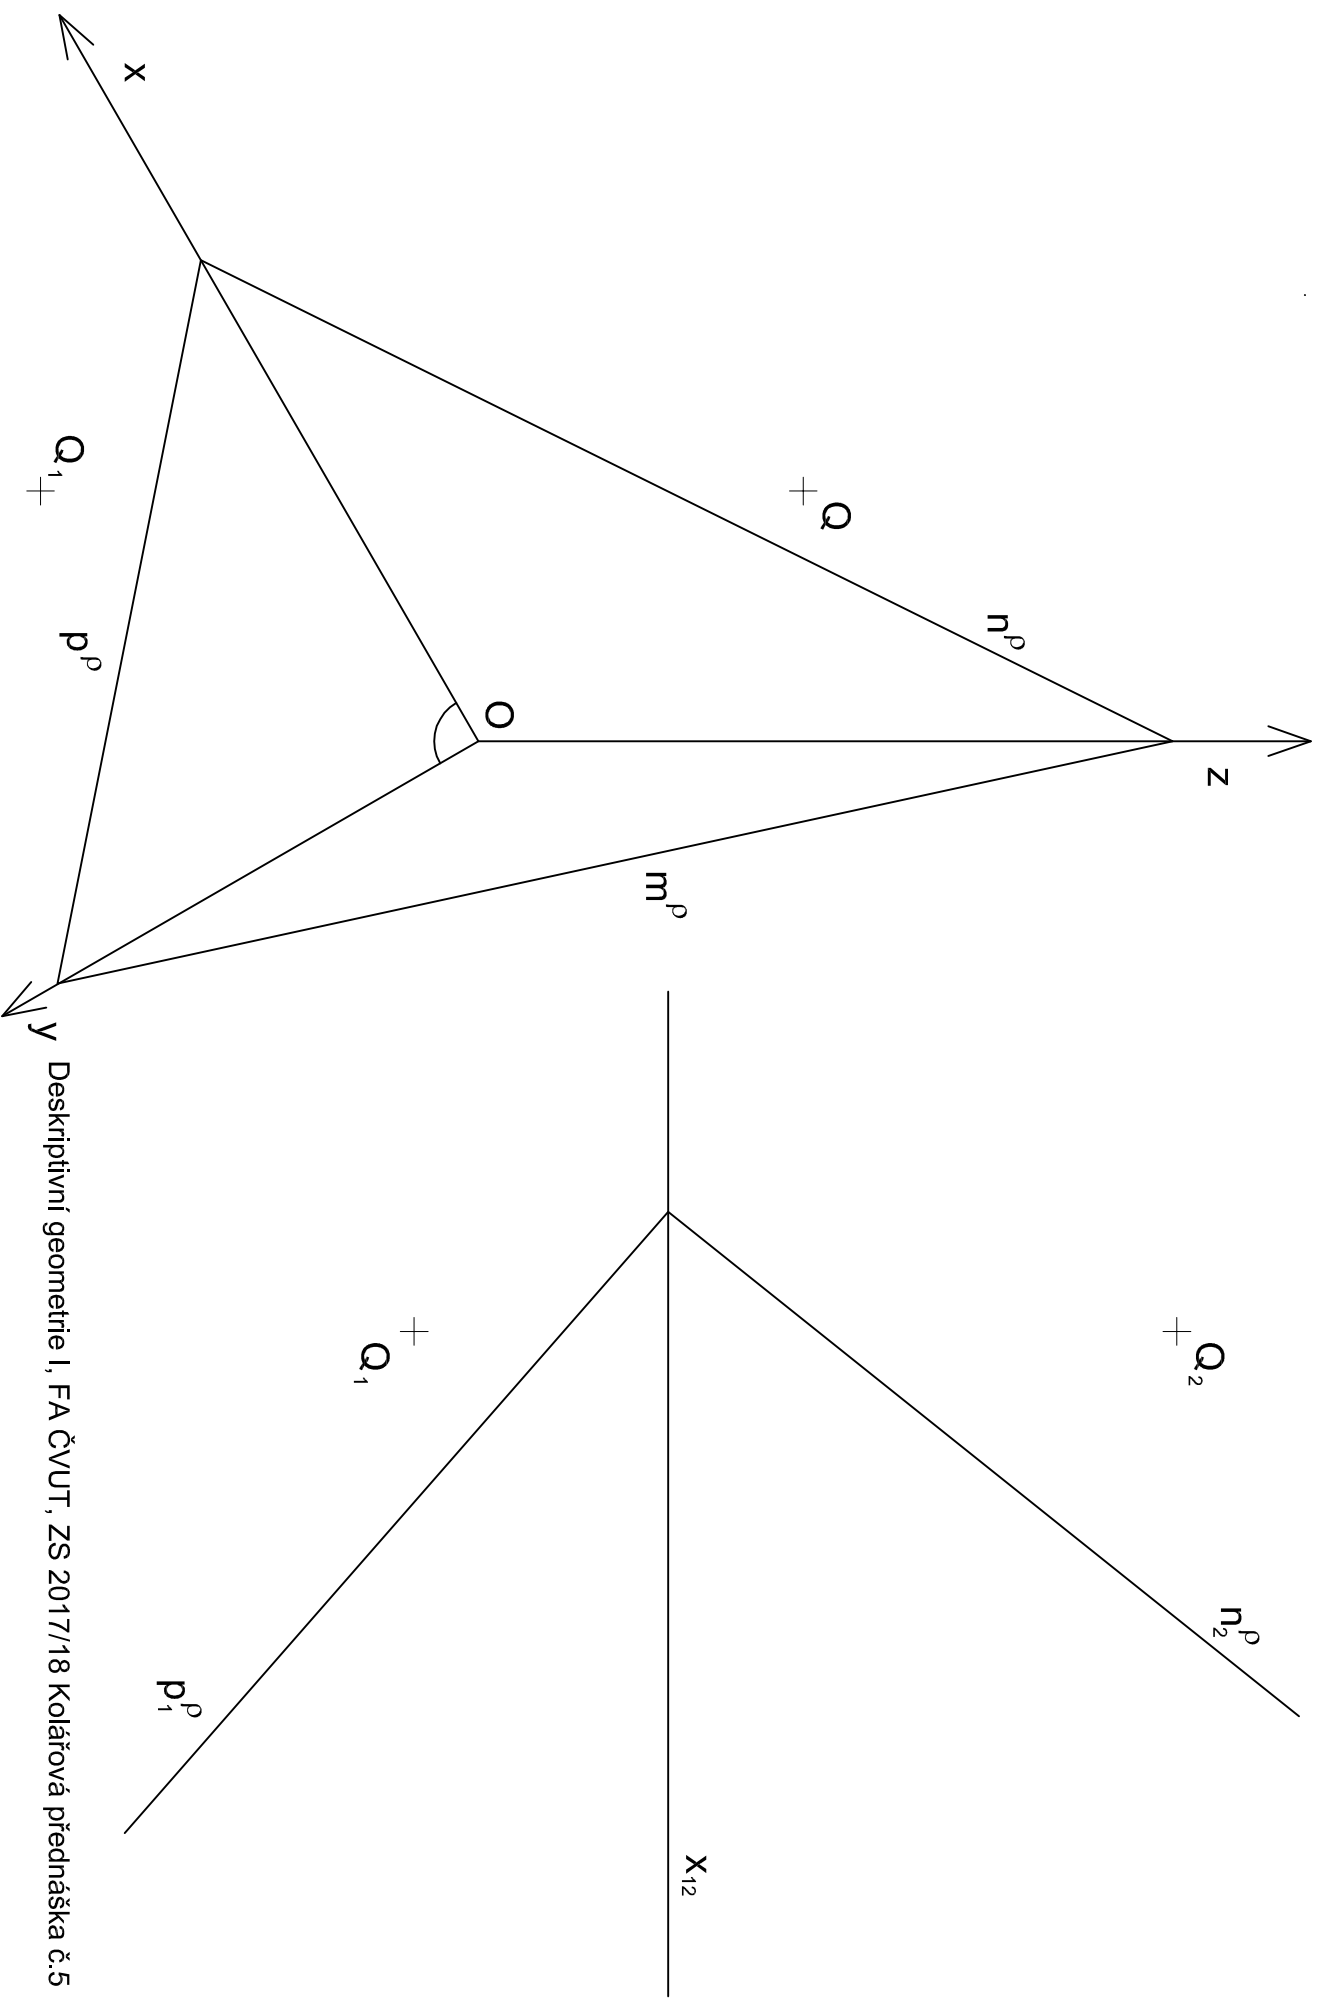 z
Q
n^ρ
m^ρ
O
x
Q₁
p^ρ
y
Q₂
n₂^ρ
x₁₂
Q₁
p₁^ρ
Deskriptivní geometrie I, FA ČVUT, ZS 2017/18 Kolářová přednáška č.5